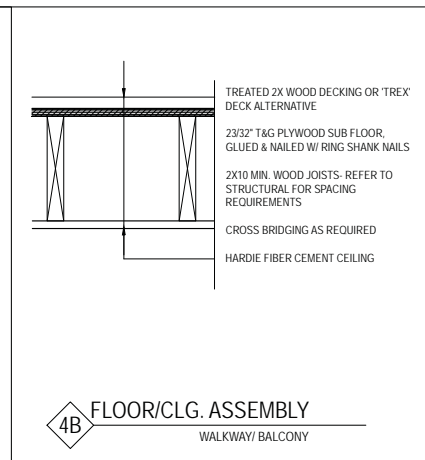 TREATED 2X WOOD DECKING OR 'TREX'
DECK ALTERNATIVE
23/32" T&G PLYWOOD SUB FLOOR,
GLUED & NAILED W/ RING SHANK NAILS
2X10 MIN. WOOD JOISTS- REFER TO
STRUCTURAL FOR SPACING
REQUIREMENTS
CROSS BRIDGING AS REQUIRED
HARDIE FIBER CEMENT CEILING
4B FLOOR/CLG. ASSEMBLY
WALKWAY/ BALCONY